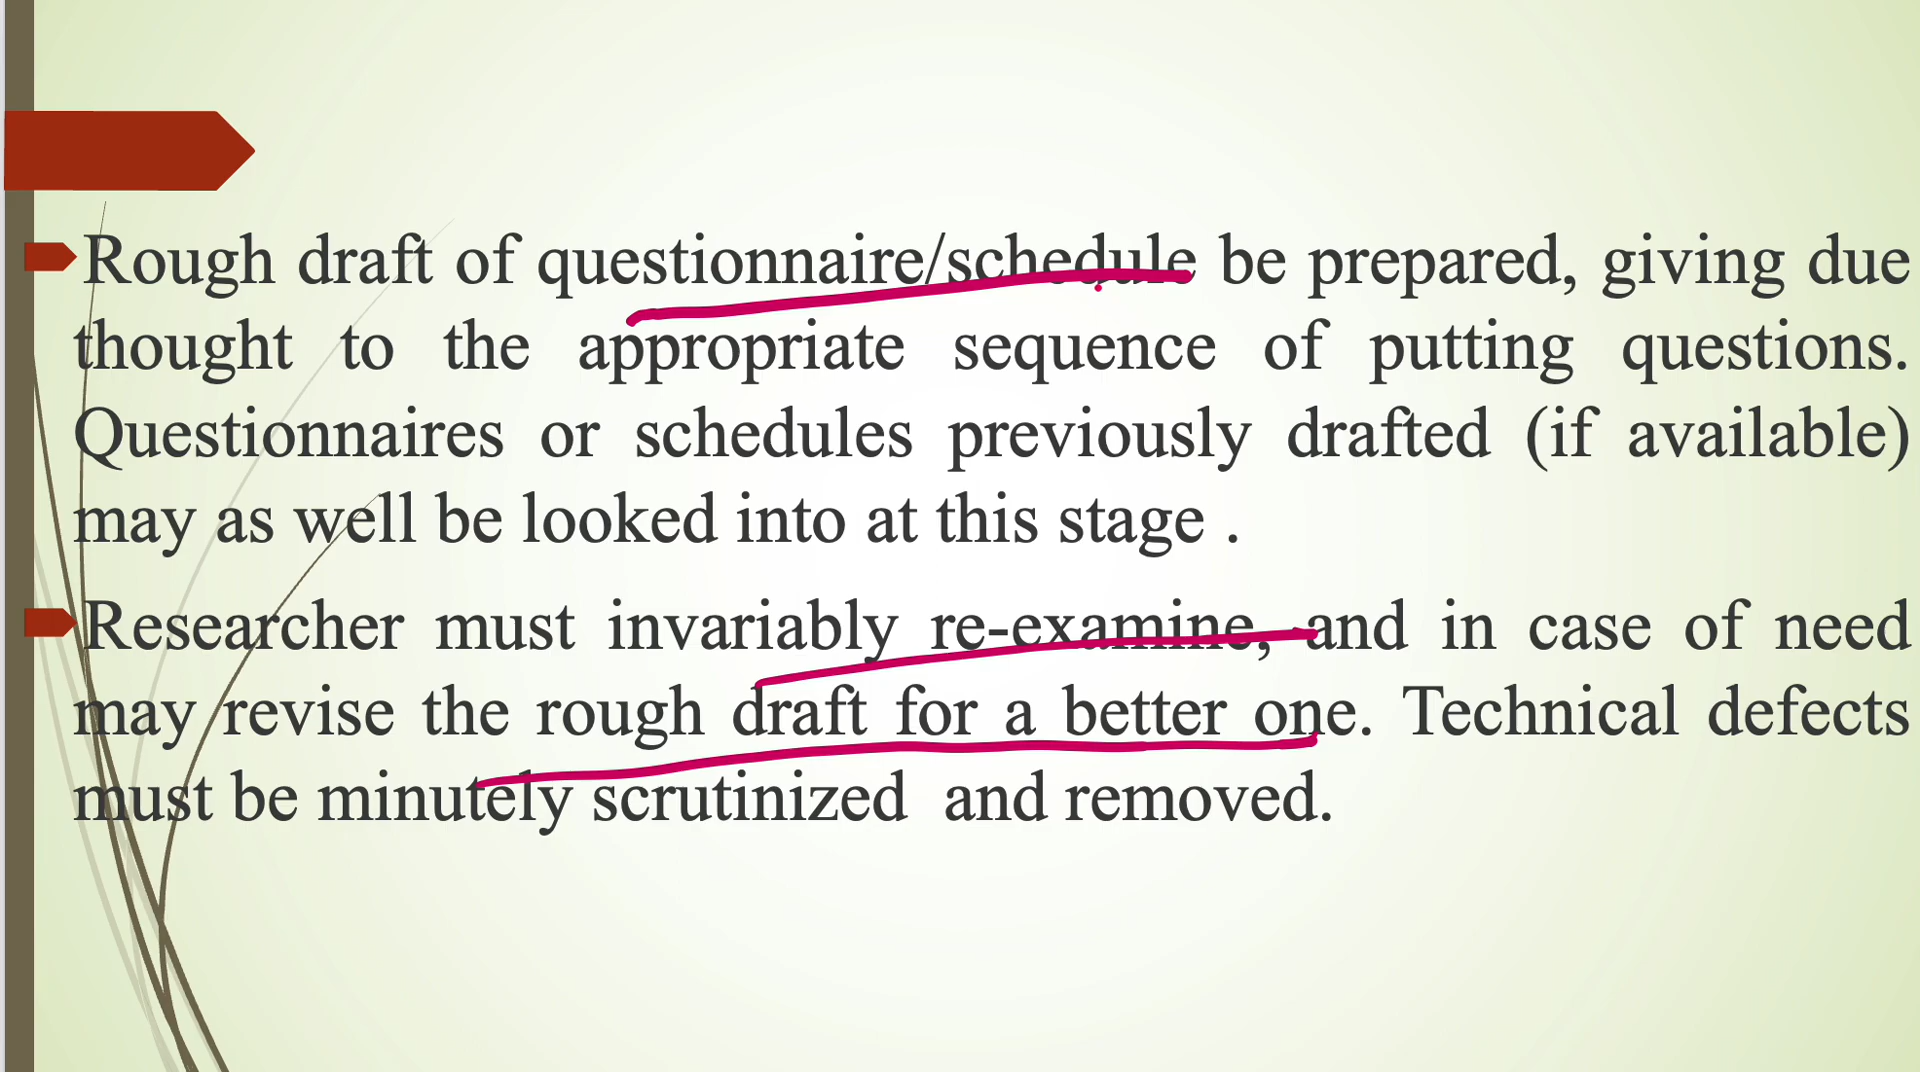 Rough draft of questionnaire/schedule be prepared, giving due
thought to the appropriate sequence of putting questions.
Questionnaires or schedules previously drafted (if available)
may as well be looked into at this stage .
Researcher must invariably re-examine, and in case of need
may revise the rough draft for a better one. Technical defects
must be minutely scrutinized  and removed.